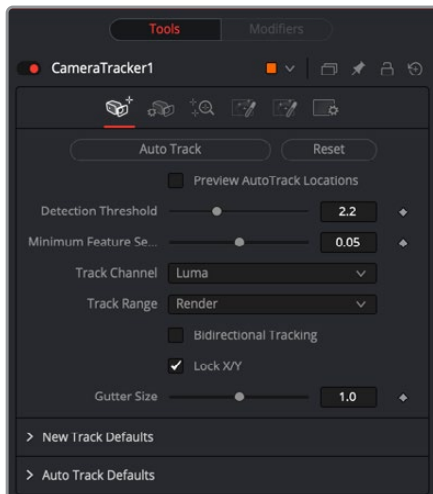 Tools Modifiers
CameraTracker1
Auto Track Reset
Preview AutoTrack Locations
Detection Threshold 2.2
Minimum Feature Se... 0.05
Track Channel Luma
Track Range Render
Bidirectional Tracking
Lock X/Y
Gutter Size 1.0
New Track Defaults
Auto Track Defaults